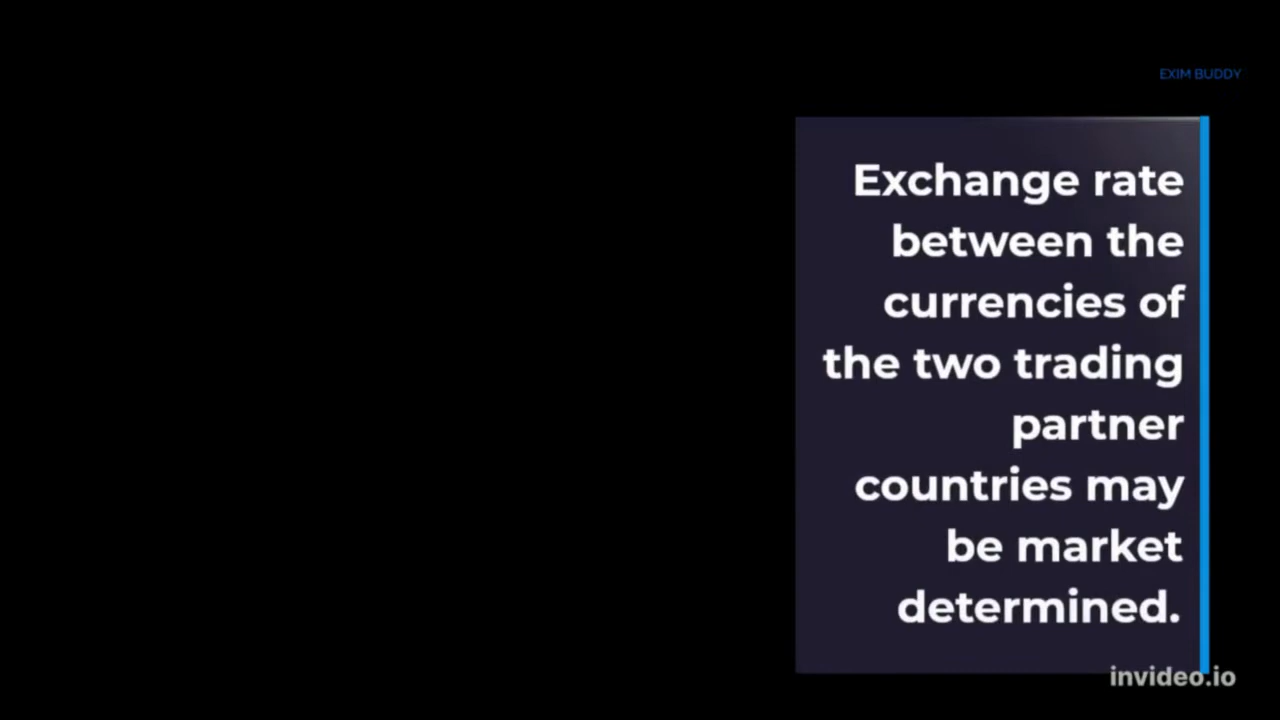 EXIM BUDDY
Exchange rate
between the
currencies of
the two trading
partner
countries may
be market
determined.
invideo.io